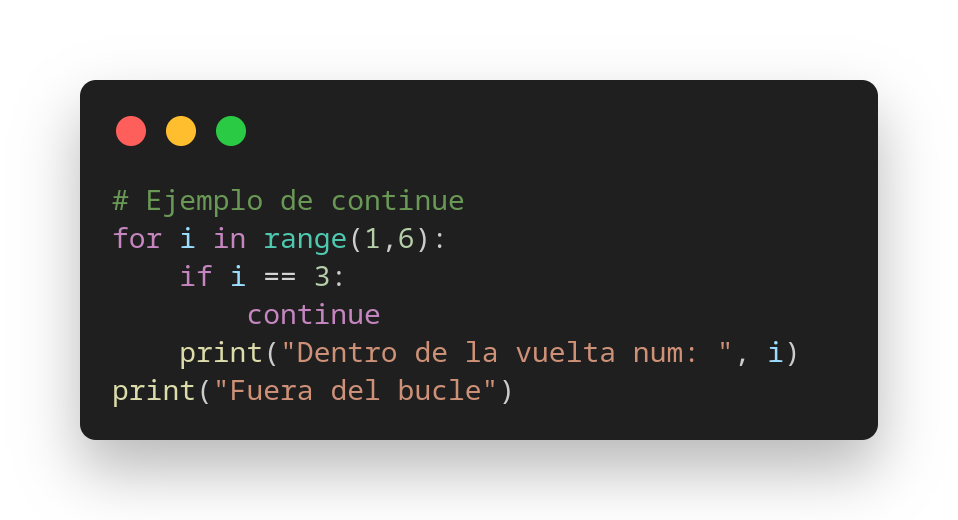 # Ejemplo de continue
for i in range(1,6):
    if i == 3:
        continue
    print("Dentro de la vuelta num: ", i)
print("Fuera del bucle")